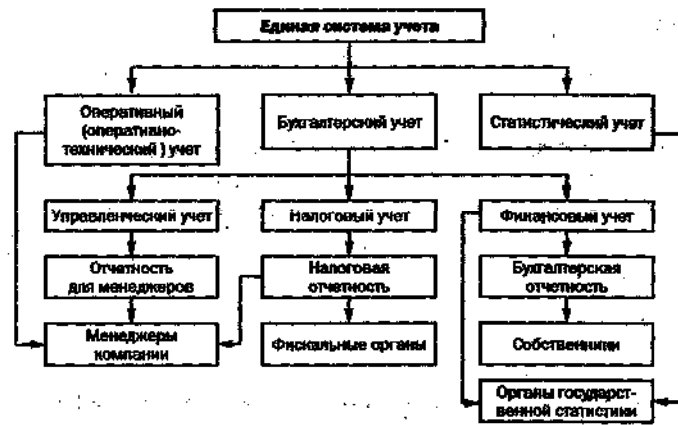 Единая система учета
Оперативный
(оперативно-
технический ) учет
Бухгалтерский учет
Статистический учет
Управленческий учет
Налоговый учет
Финансовый учет
Отчетность
для менеджеров
Налоговая
отчетность
Бухгалтерская
отчетность
Менеджеры
компании
Фискальные органы
Собственники
Органы государст-
венной статистики